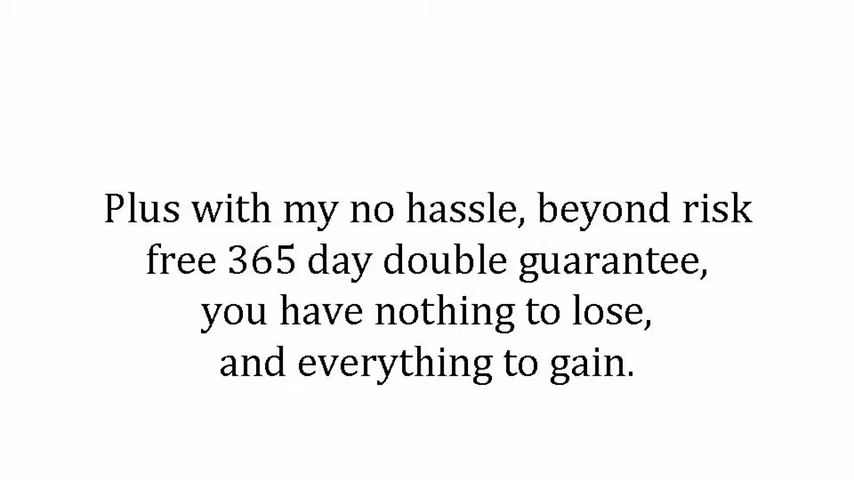 Plus with my no hassle, beyond risk
free 365 day double guarantee,
you have nothing to lose,
and everything to gain.